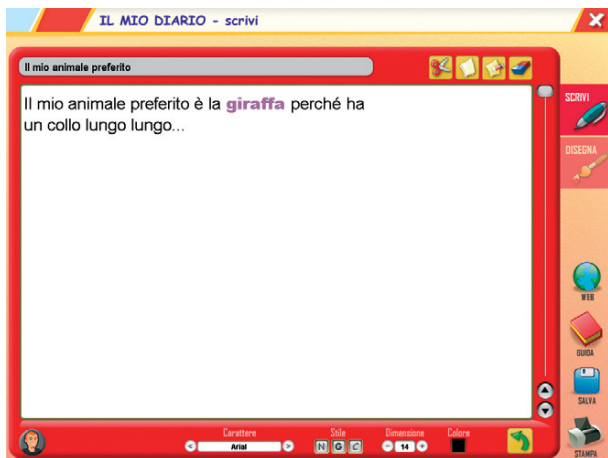 IL MIO DIARIO - scrivi
Il mio animale preferito
Il mio animale preferito è la giraffa perché ha
un collo lungo lungo...
SCRIVI
DISEGNA
WEB
GUIDA
SALVA
STAMPA
Carattere
Arial
Stile
N G C
Dimensione
14
Colore